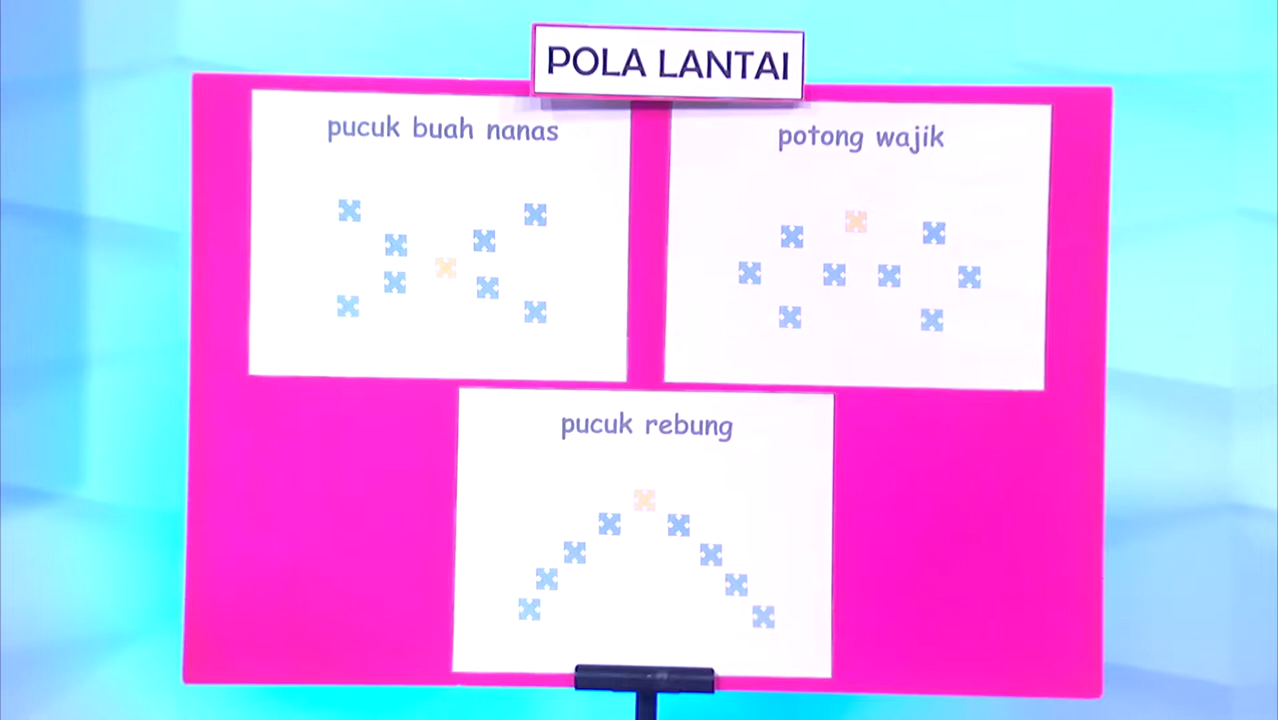 POLA LANTAI
pucuk buah nanas
potong wajik
pucuk rebung